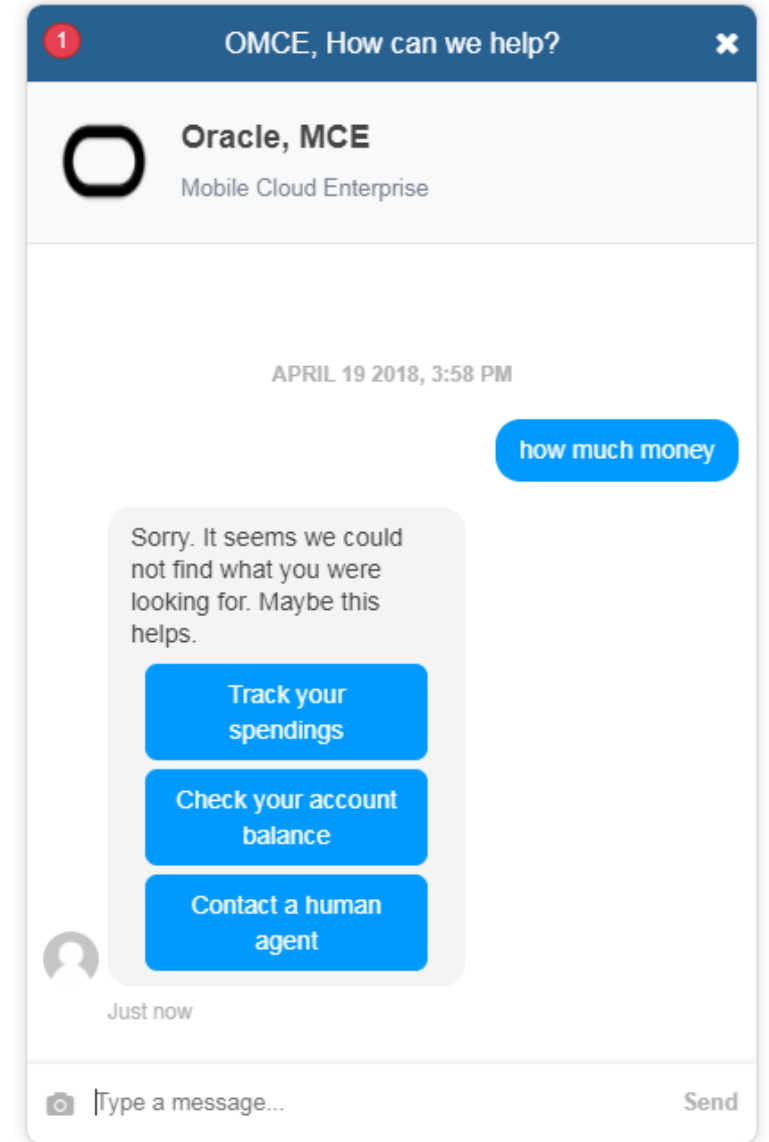 1
OMCE, How can we help?
Oracle, MCE
Mobile Cloud Enterprise
APRIL 19 2018, 3:58 PM
how much money
Sorry. It seems we could
not find what you were
looking for. Maybe this
helps.
Track your
spendings
Check your account
balance
Contact a human
agent
Just now
Type a message...
Send